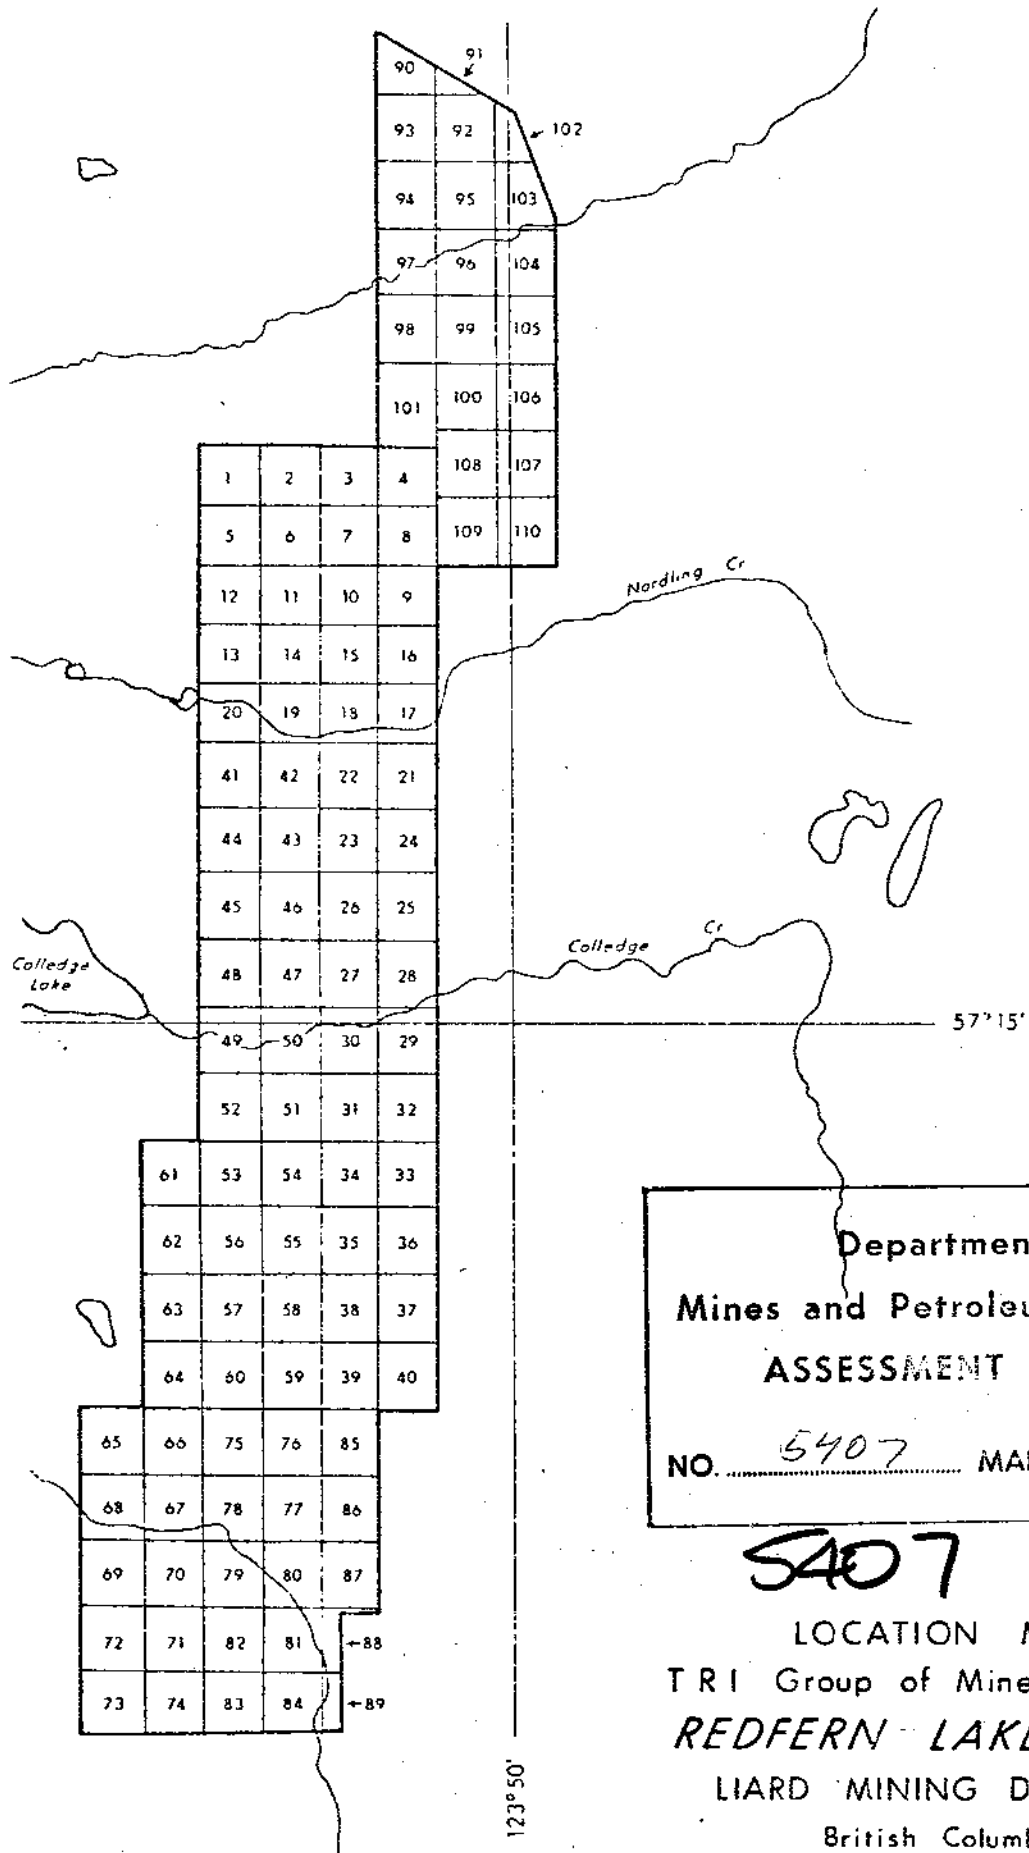 91
90
93 92 102
94 95 103
97 96 104
98 99 105
101 100 106
1 2 3 4 108 107
5 6 7 8 109 110
12 11 10 9 Nordling Cr
13 14 15 16
20 19 18 17
41 42 22 21
44 43 23 24
45 46 26 25
Colledge Cr
Colledge
Lake
48 47 27 28
49 50 30 29 57°15'
52 51 31 32
61 53 54 34 33
62 56 55 35 36
63 57 58 38 37
64 60 59 39 40
65 66 75 76 85
68 67 78 77 86
69 70 79 80 87
72 71 82 81 88
73 74 83 84 89
123°50'
Departmen
Mines and Petroleu
ASSESSMENT
NO. 5407 MA
5407
LOCATION M
TRI Group of Mine
REDFERN LAKE
LIARD MINING D
British Columb